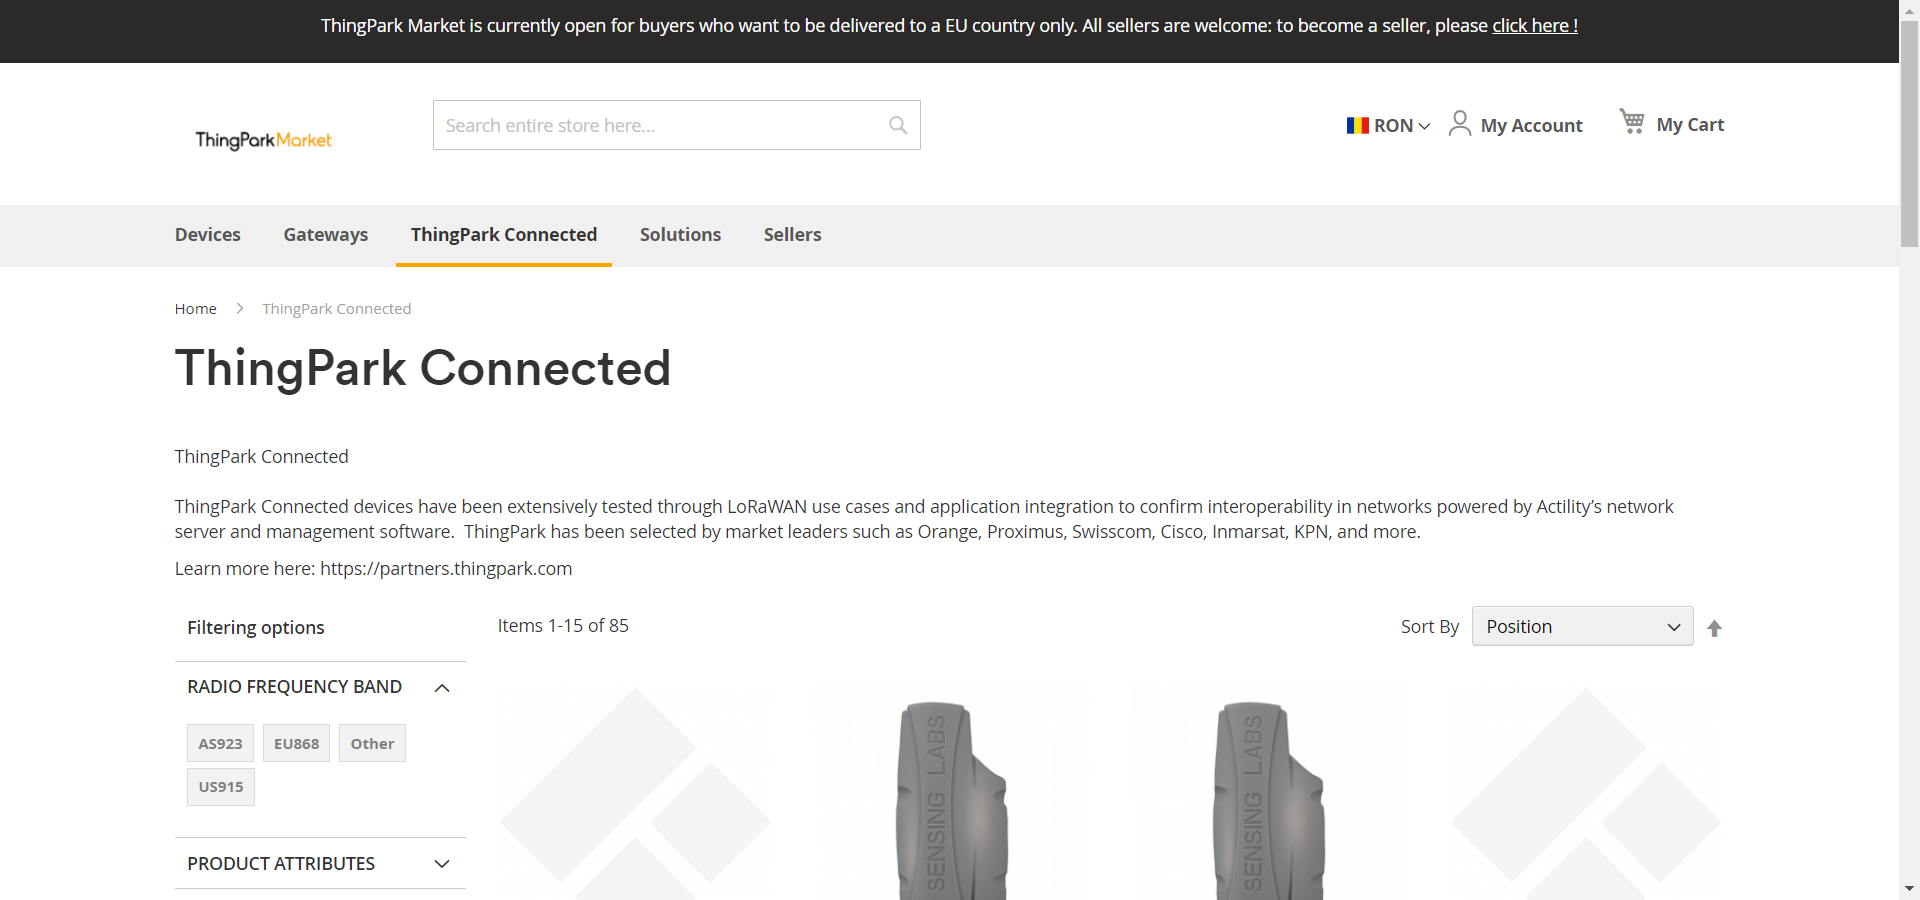 ThingPark Market is currently open for buyers who want to be delivered to a EU country only. All sellers are welcome: to become a seller, please click here !
ThingParkMarket
Search entire store here...
RON
My Account
My Cart
Devices
Gateways
ThingPark Connected
Solutions
Sellers
Home
ThingPark Connected
ThingPark Connected
ThingPark Connected
ThingPark Connected devices have been extensively tested through LoRaWAN use cases and application integration to confirm interoperability in networks powered by Actility’s network
server and management software.  ThingPark has been selected by market leaders such as Orange, Proximus, Swisscom, Cisco, Inmarsat, KPN, and more.
Learn more here: https://partners.thingpark.com
Filtering options
Items 1-15 of 85
Sort By
Position
RADIO FREQUENCY BAND
AS923
EU868
Other
US915
PRODUCT ATTRIBUTES
SENSING LABS
SENSING LABS